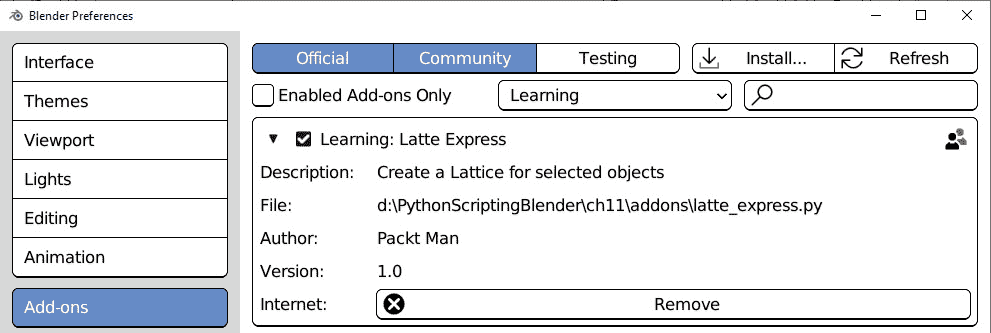 Blender Preferences
Interface
Themes
Viewport
Lights
Editing
Animation
Add-ons
Official Community Testing Install... Refresh
Enabled Add-ons Only Learning
Learning: Latte Express
Description: Create a Lattice for selected objects
File: d:\PythonScriptingBlender\ch11\addons\latte_express.py
Author: Packt Man
Version: 1.0
Internet: Remove